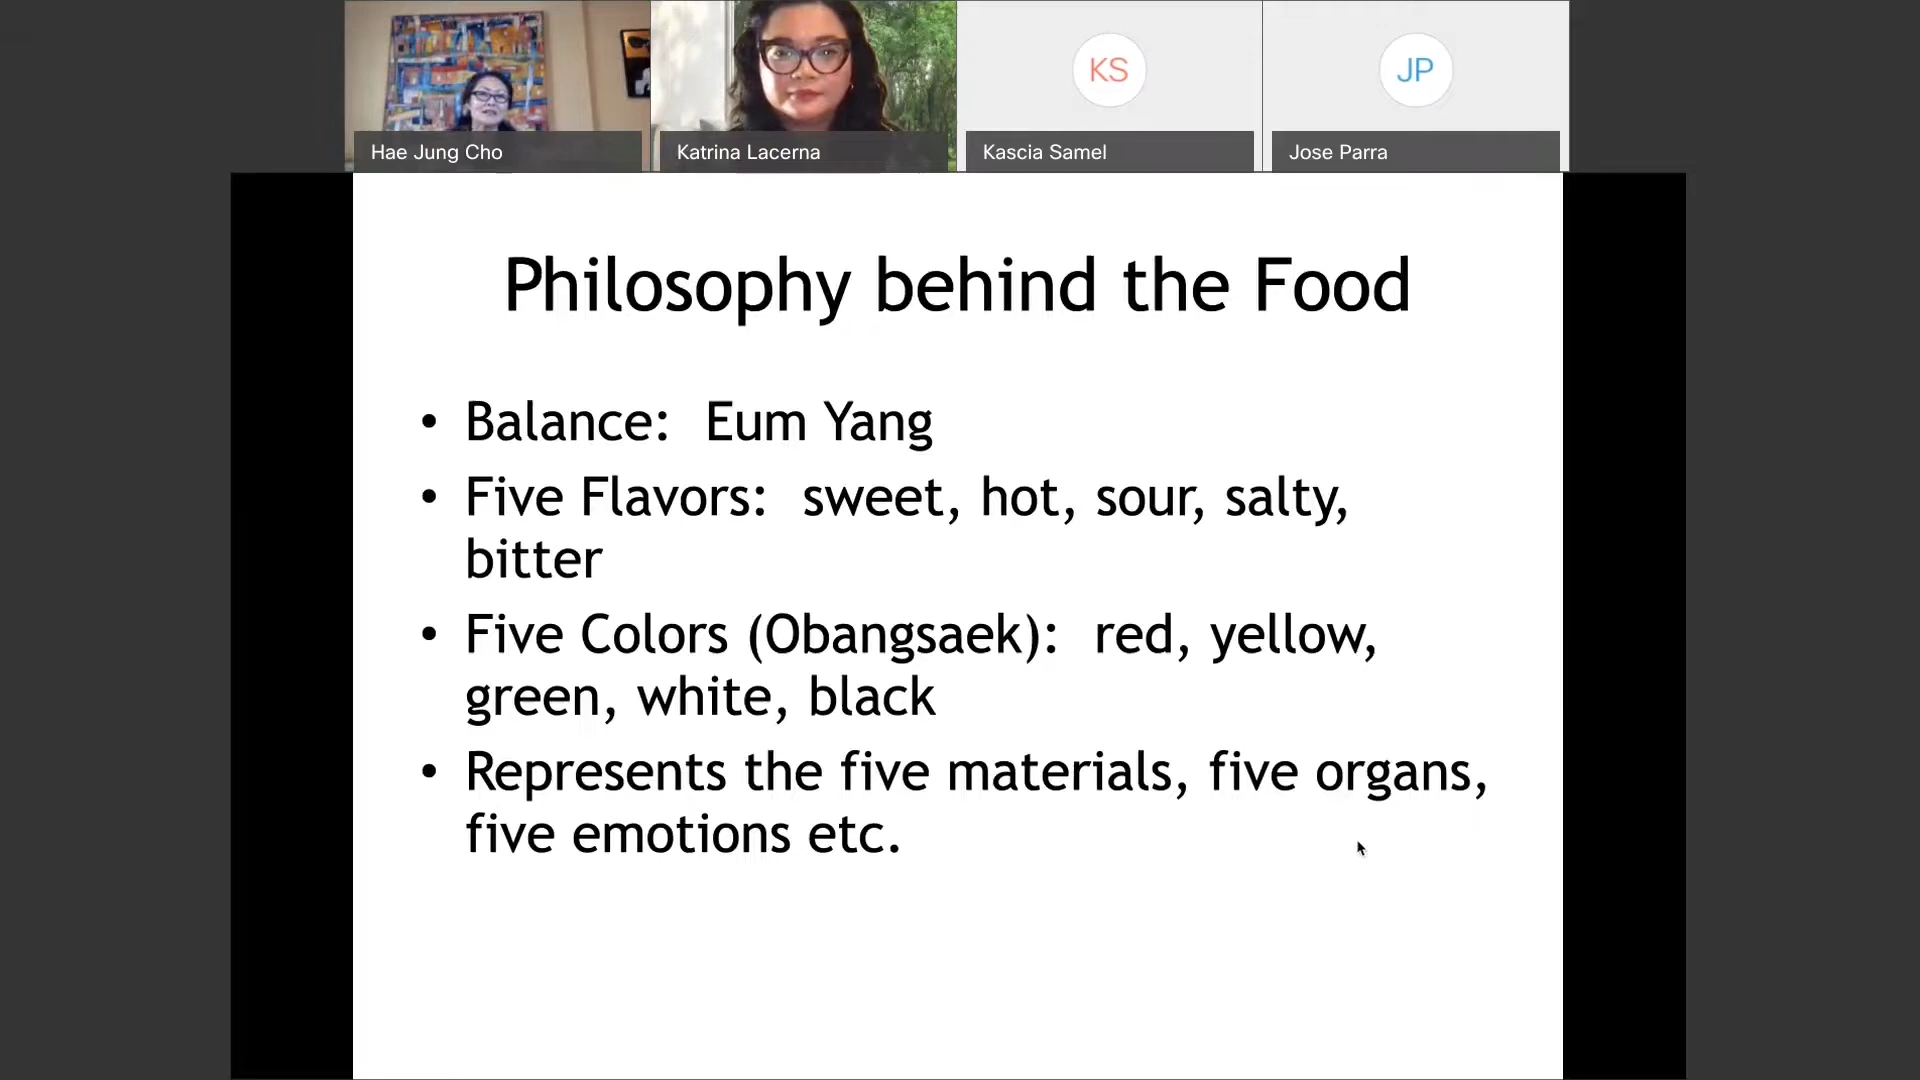 KS
JP
Hae Jung Cho
Katrina Lacerna
Kascia Samel
Jose Parra
Philosophy behind the Food
• Balance:  Eum Yang
• Five Flavors:  sweet, hot, sour, salty,
bitter
• Five Colors (Obangsaek):  red, yellow,
green, white, black
• Represents the five materials, five organs,
five emotions etc.